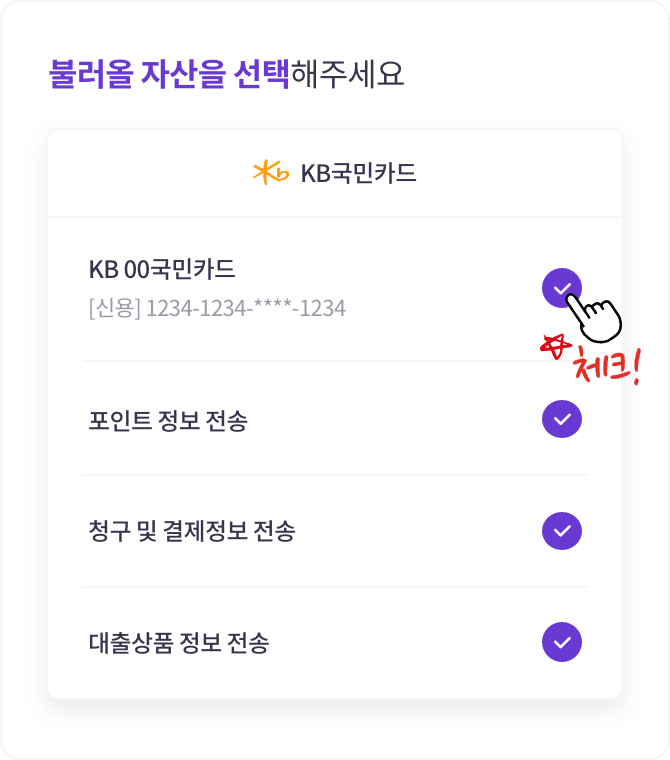 불러올 자산을 선택해주세요
Kb KB국민카드
KB 00국민카드
[신용] 1234-1234-****-1234
체크!
포인트 정보 전송
청구 및 결제정보 전송
대출상품 정보 전송